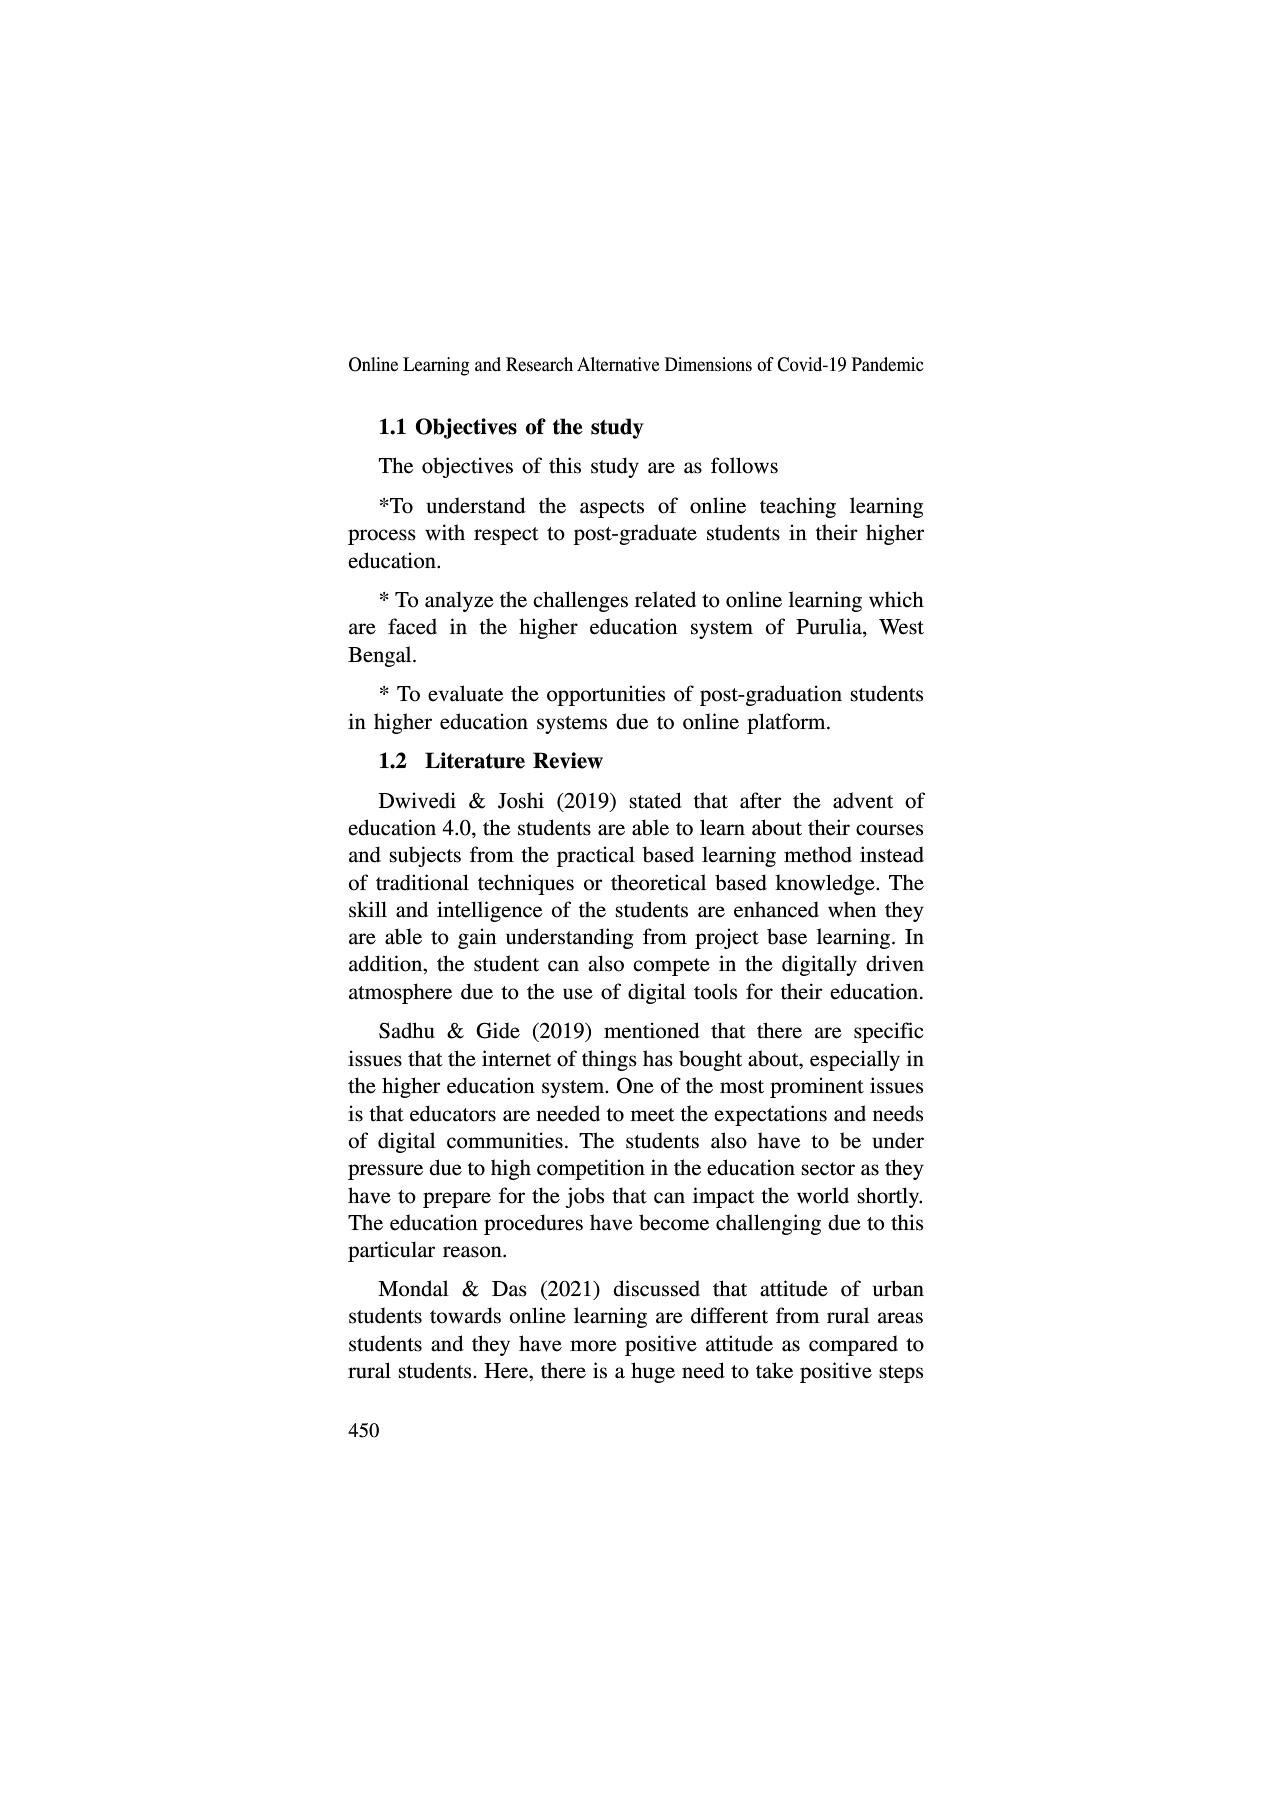 Online Learning and Research Alternative Dimensions of Covid-19 Pandemic
1.1 Objectives of the study
The objectives of this study are as follows
*To understand the aspects of online teaching learning
process with respect to post-graduate students in their higher
education.
* To analyze the challenges related to online learning which
are faced in the higher education system of Purulia, West
Bengal.
* To evaluate the opportunities of post-graduation students
in higher education systems due to online platform.
1.2 Literature Review
Dwivedi & Joshi (2019) stated that after the advent of
education 4.0, the students are able to learn about their courses
and subjects from the practical based learning method instead
of traditional techniques or theoretical based knowledge. The
skill and intelligence of the students are enhanced when they
are able to gain understanding from project base learning. In
addition, the student can also compete in the digitally driven
atmosphere due to the use of digital tools for their education.
Sadhu & Gide (2019) mentioned that there are specific
issues that the internet of things has bought about, especially in
the higher education system. One of the most prominent issues
is that educators are needed to meet the expectations and needs
of digital communities. The students also have to be under
pressure due to high competition in the education sector as they
have to prepare for the jobs that can impact the world shortly.
The education procedures have become challenging due to this
particular reason.
Mondal & Das (2021) discussed that attitude of urban
students towards online learning are different from rural areas
students and they have more positive attitude as compared to
rural students. Here, there is a huge need to take positive steps
450